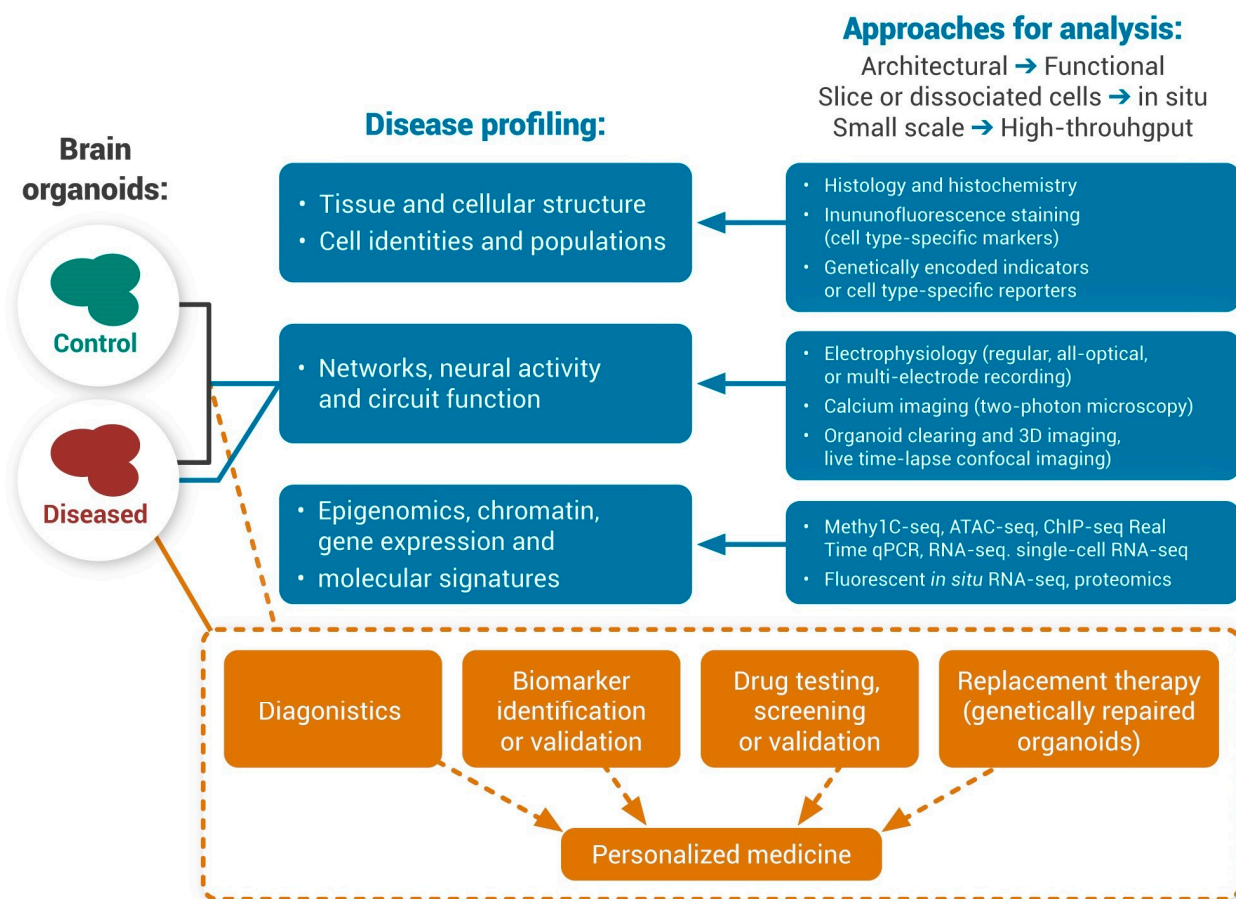 Approaches for analysis:
Architectural ➔ Functional
Slice or dissociated cells ➔ in situ
Small scale ➔ High-throuhgput
Disease profiling:
Brain
organoids:
Control
Diseased
• Tissue and cellular structure
• Cell identities and populations
• Histology and histochemistry
• Inununofluorescence staining
(cell type-specific markers)
• Genetically encoded indicators
or cell type-specific reporters
• Networks, neural activity
and circuit function
• Electrophysiology (regular, all-optical,
or multi-electrode recording)
• Calcium imaging (two-photon microscopy)
• Organoid clearing and 3D imaging,
live time-lapse confocal imaging)
• Epigenomics, chromatin,
gene expression and
• molecular signatures
• Methy1C-seq, ATAC-seq, ChIP-seq Real
Time qPCR, RNA-seq. single-cell RNA-seq
• Fluorescent in situ RNA-seq, proteomics
Diagonistics
Biomarker
identification
or validation
Drug testing,
screening
or validation
Replacement therapy
(genetically repaired
organoids)
Personalized medicine